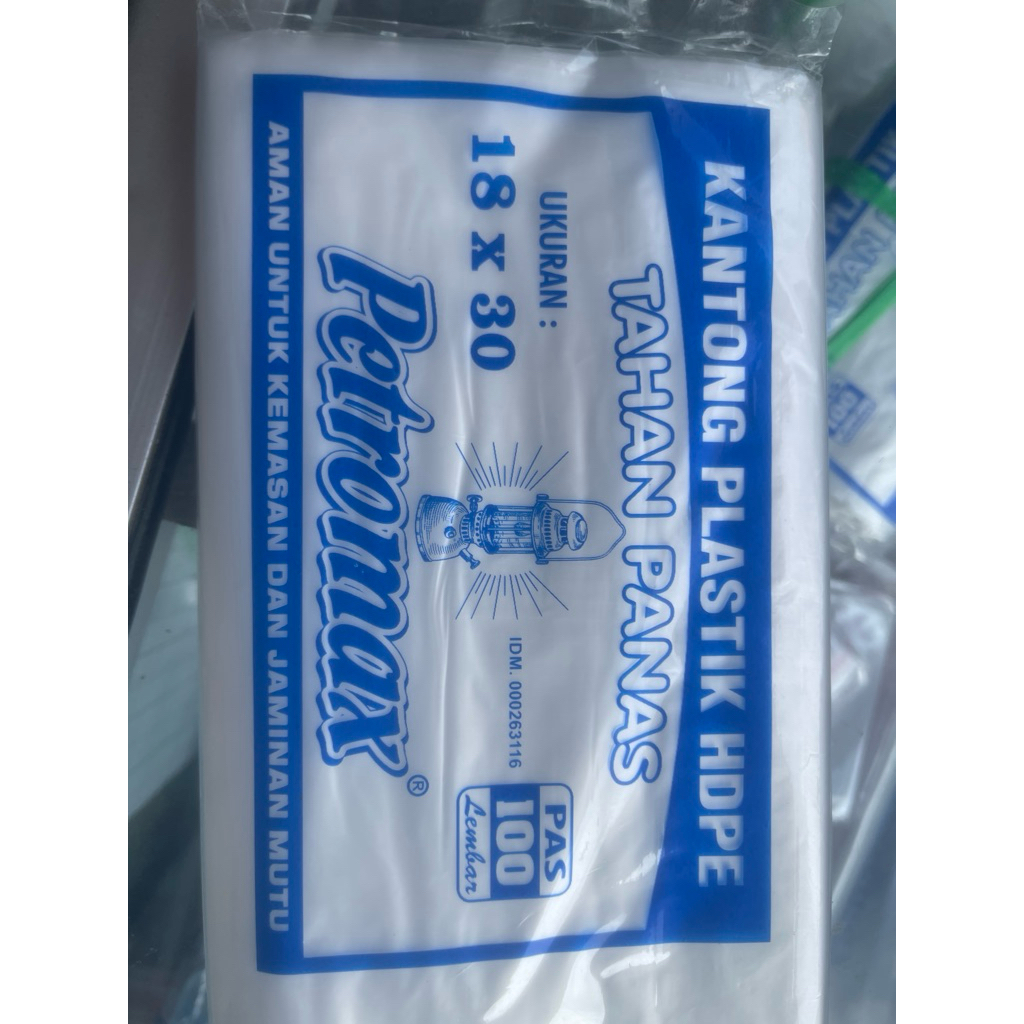 KANTONG PLASTIK HDPE
TAHAN PANAS
UKURAN :
18 x 30
IDM. 000263116
PAS
100
Lembar
Petromax ®
AMAN UNTUK KEMASAN DAN JAMINAN MUTU